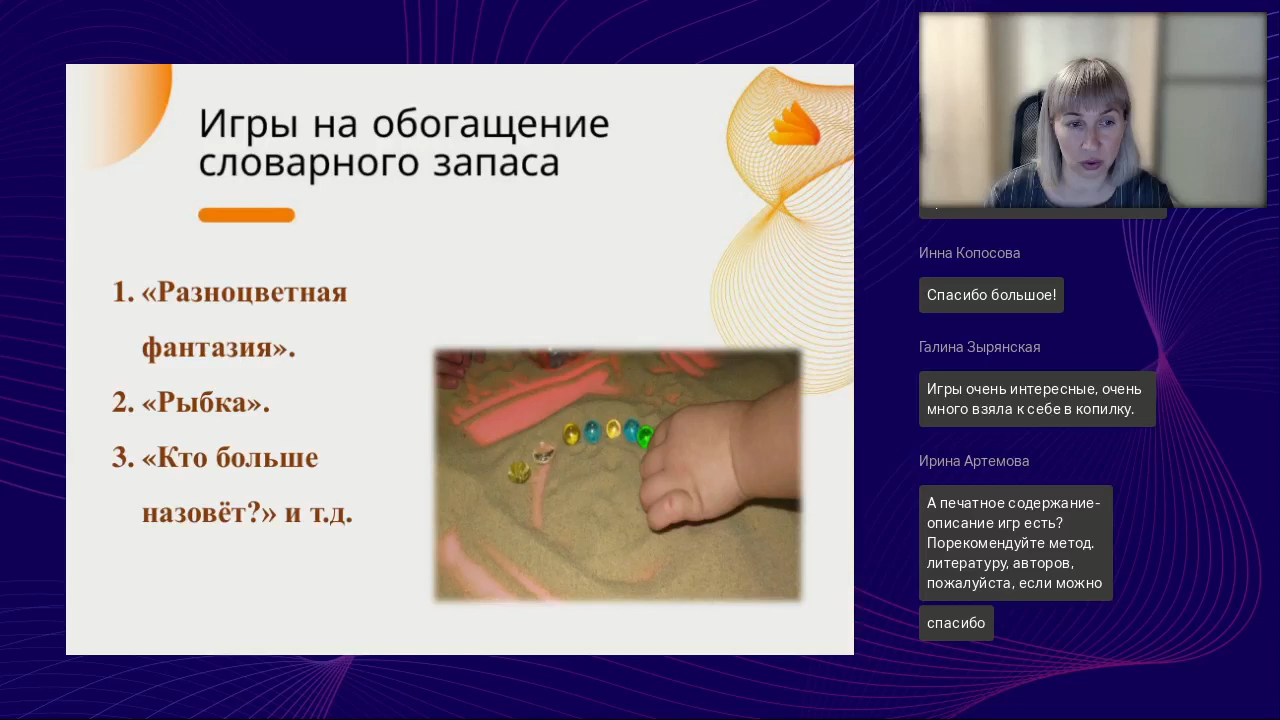 Игры на обогащение
словарного запаса
1. «Разноцветная
фантазия».
2. «Рыбка».
3. «Кто больше
назовёт?» и т.д.
Инна Копосова
Спасибо большое!
Галина Зырянская
Игры очень интересные, очень
много взяла к себе в копилку.
Ирина Артемова
А печатное содержание-
описание игр есть?
Порекомендуйте метод.
литературу, авторов,
пожалуйста, если можно
спасибо